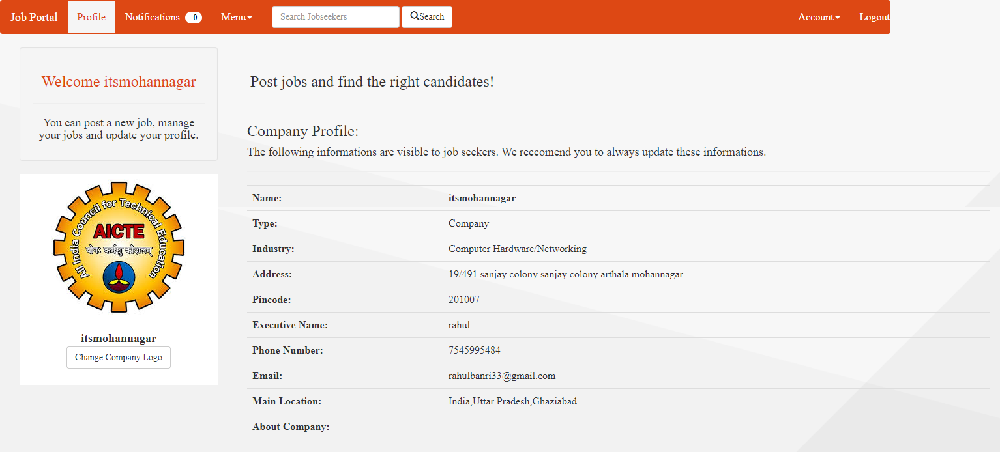 Job Portal Profile Notifications 0 Menu Search Jobseekers Search Account Logout
Welcome itsmohannagar
You can post a new job, manage
your jobs and update your profile.
All India Council for Technical Education
AICTE
योगः कर्मसु कौशलम्
itsmohannagar
Change Company Logo
Post jobs and find the right candidates!
Company Profile:
The following informations are visible to job seekers. We reccomend you to always update these informations.
Name: itsmohannagar
Type: Company
Industry: Computer Hardware/Networking
Address: 19/491 sanjay colony sanjay colony arthala mohannagar
Pincode: 201007
Executive Name: rahul
Phone Number: 7545995484
Email: rahulbanri33@gmail.com
Main Location: India,Uttar Pradesh,Ghaziabad
About Company: